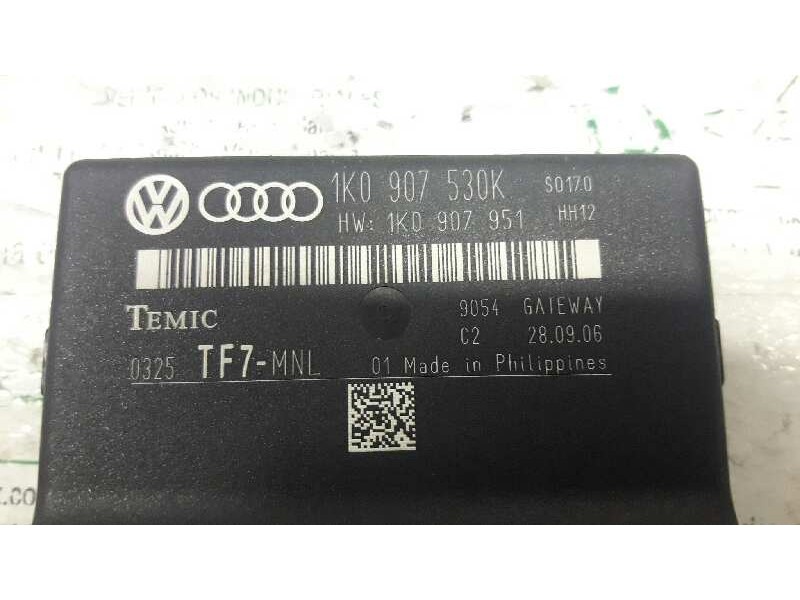 1K0 907 530K S0170
HW: 1K0 907 951 HH12
TEMIC
9054 GATEWAY
C2 28.09.06
0325 TF7-MNL 01 Made in Philippines